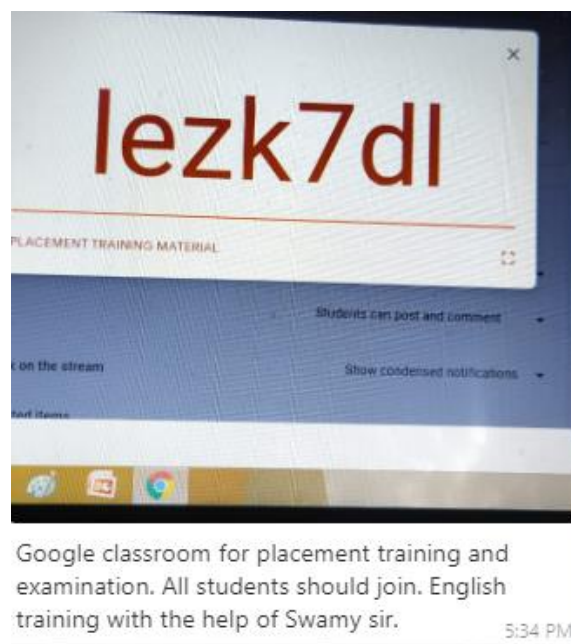 lezk7dl
PLACEMENT TRAINING MATERIAL
Students can post and comment
on the stream
Show condensed notifications
items
Google classroom for placement training and
examination. All students should join. English
training with the help of Swamy sir.
5:34 PM